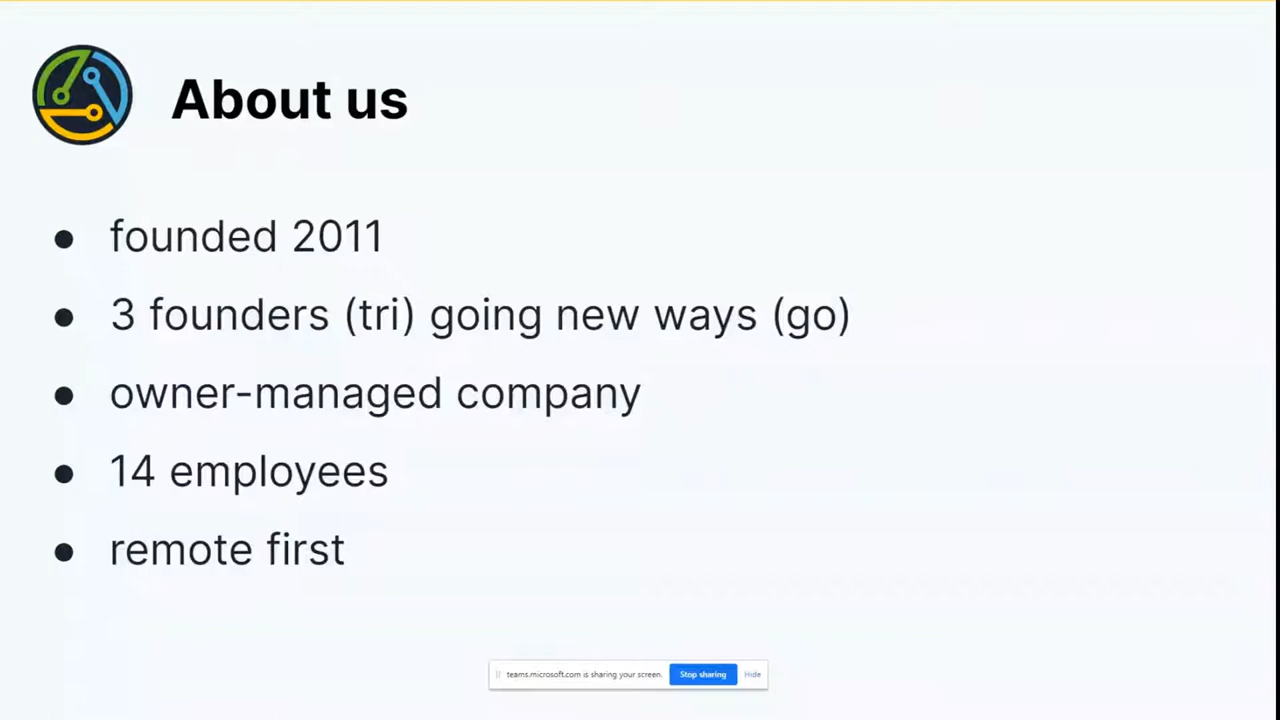 About us
● founded 2011
● 3 founders (tri) going new ways (go)
● owner-managed company
● 14 employees
● remote first
teams.microsoft.com is sharing your screen. Stop sharing Hide